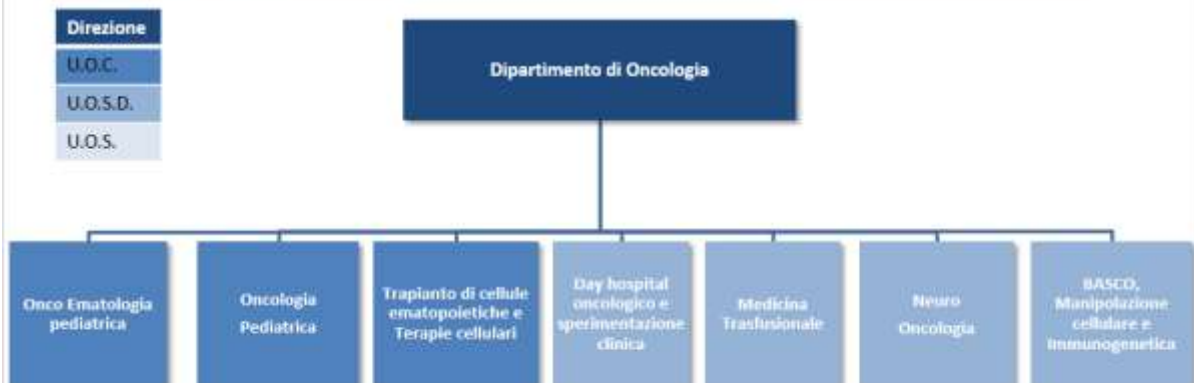 Direzione
U.O.C.
U.O.S.D.
U.O.S.
Dipartimento di Oncologia
Onco Ematologia
pediatrica
Oncologia
Pediatrica
Trapianto di cellule
ematopoietiche e
Terapie cellulari
Day hospital
oncologico e
sperimentazione
clinica
Medicina
Trasfusionale
Neuro
Oncologia
BASCO,
Manipolazione
cellulare e
Immunogenetica